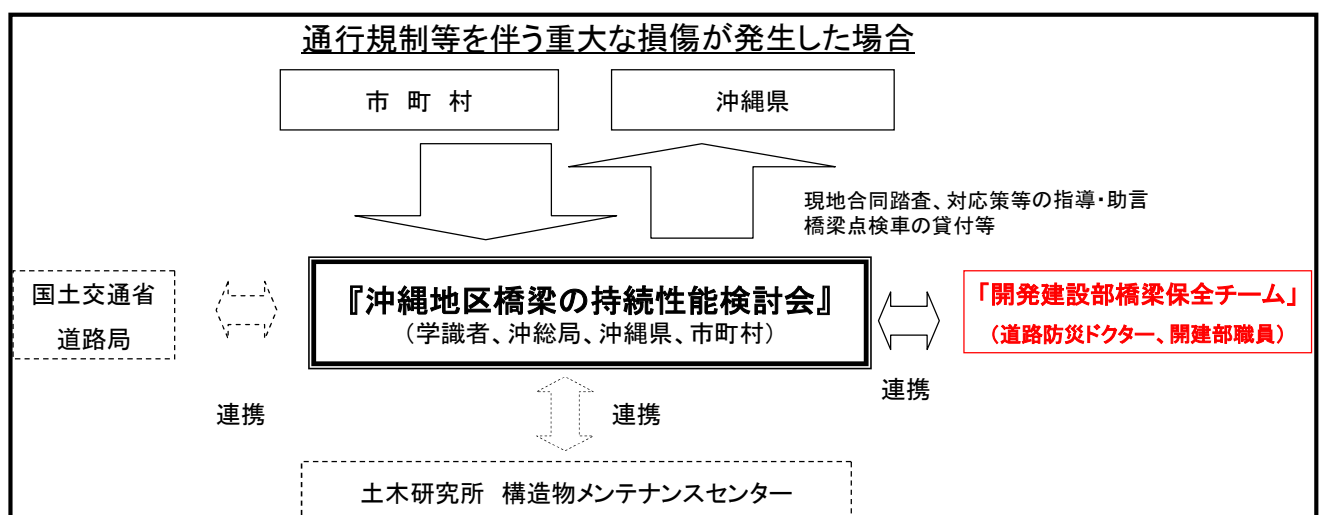 通行規制等を伴う重大な損傷が発生した場合
市 町 村
沖縄県
現地合同踏査、対応策等の指導・助言
橋梁点検車の貸付等
国土交通省
道路局
『沖縄地区橋梁の持続性能検討会』
（学識者、沖総局、沖縄県、市町村）
「開発建設部橋梁保全チーム」
（道路防災ドクター、開建部職員）
連携
連携
連携
土木研究所 構造物メンテナンスセンター